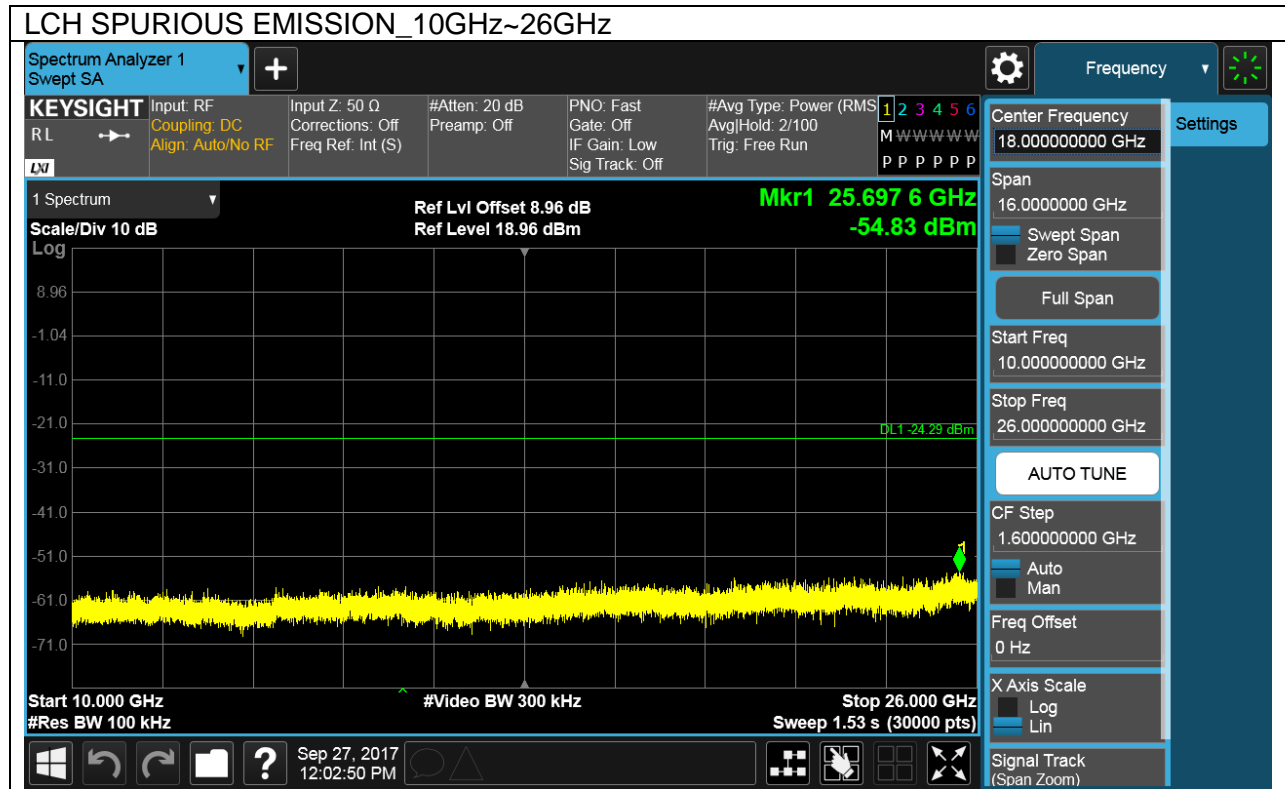 LCH SPURIOUS EMISSION_10GHz~26GHz
Spectrum Analyzer 1
Swept SA
+
Frequency
KEYSIGHT
RL
LXI
Input: RF
Coupling: DC
Align: Auto/No RF
Input Z: 50 Ω
Corrections: Off
Freq Ref: Int (S)
#Atten: 20 dB
Preamp: Off
PNO: Fast
Gate: Off
IF Gain: Low
Sig Track: Off
#Avg Type: Power (RMS
Avg|Hold: 2/100
Trig: Free Run
1 2 3 4 5 6
M W W W W W
P P P P P P
1 Spectrum
Scale/Div 10 dB
Ref Lvl Offset 8.96 dB
Ref Level 18.96 dBm
Mkr1 25.697 6 GHz
-54.83 dBm
Log
8.96
-1.04
-11.0
-21.0
DL1 -24.29 dBm
-31.0
-41.0
-51.0
1
-61.0
-71.0
Start 10.000 GHz
#Video BW 300 kHz
Stop 26.000 GHz
#Res BW 100 kHz
Sweep 1.53 s (30000 pts)
?
Sep 27, 2017
12:02:50 PM
Center Frequency
18.000000000 GHz
Settings
Span
16.0000000 GHz
Swept Span
Zero Span
Full Span
Start Freq
10.000000000 GHz
Stop Freq
26.000000000 GHz
AUTO TUNE
CF Step
1.600000000 GHz
Auto
Man
Freq Offset
0 Hz
X Axis Scale
Log
Lin
Signal Track
(Span Zoom)